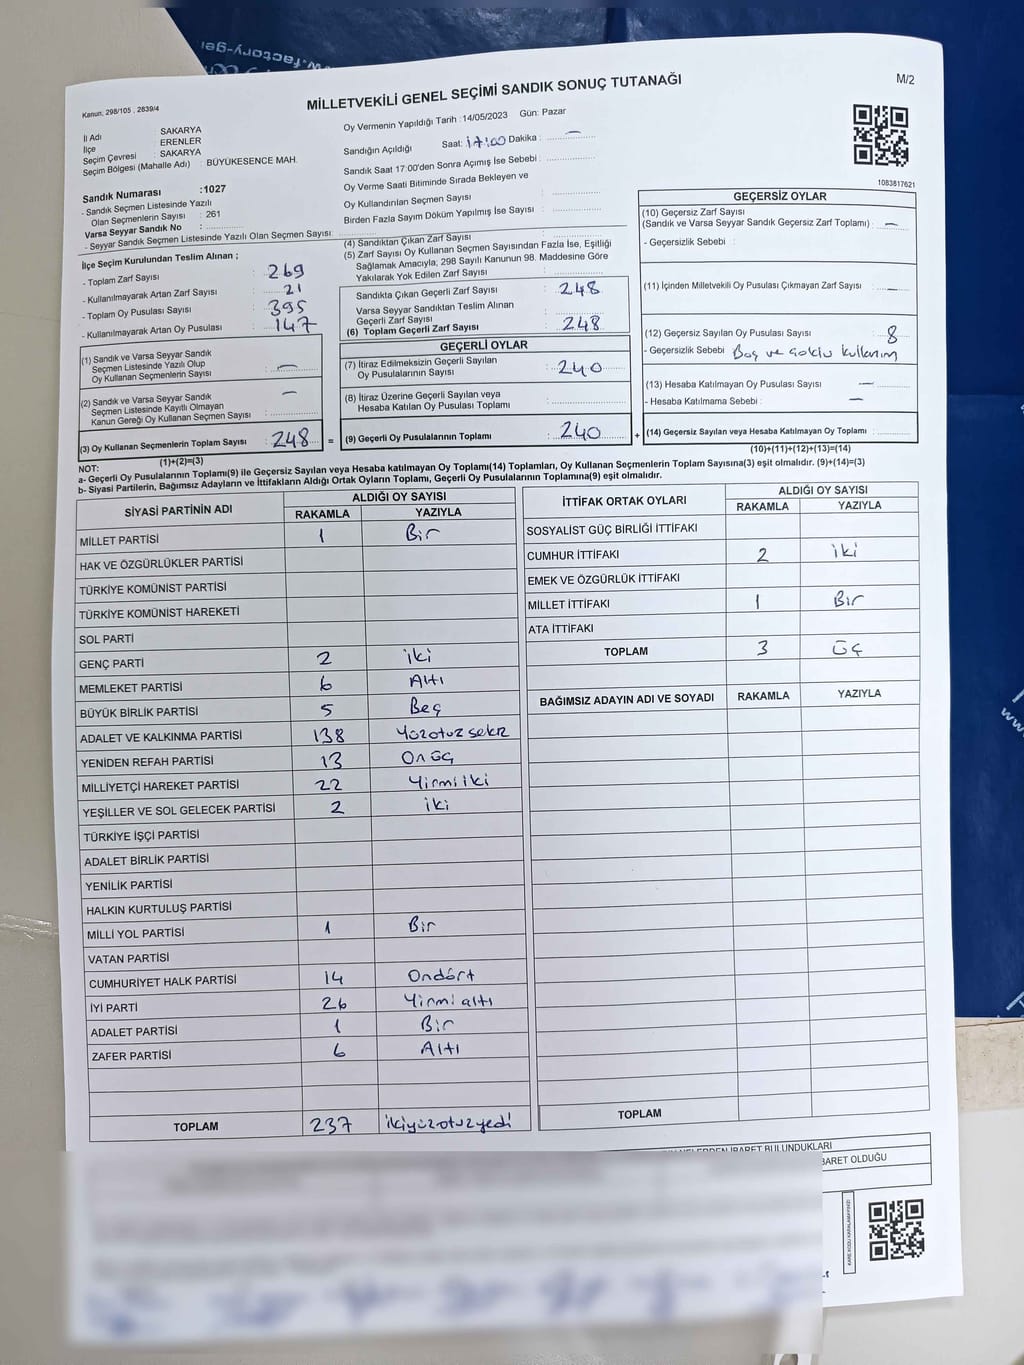 MİLLETVEKİLİ GENEL SEÇİMİ SANDIK SONUÇ TUTANAĞI
M/2
Kanun, 298/105 , 2839/4
İl Adı SAKARYA
İlçe ERENLER
Seçim Çevresi : SAKARYA
Seçim Bölgesi (Mahalle Adı) : BÜYÜKESENCE MAH.
Sandık Numarası :1027
- Sandık Seçmen Listesinde Yazılı
Olan Seçmenlerin Sayısı : 261
Varsa Seyyar Sandık No :
- Seyyar Sandık Seçmen Listesinde Yazılı Olan Seçmen Sayısı:
Oy Vermenin Yapıldığı Tarih :14/05/2023 Gün: Pazar
Sandığın Açıldığı Saat: 17:00 Dakika : —
Sandık Saat 17:00'den Sonra Açımış İse Sebebi :
Oy Verme Saati Bitiminde Sırada Bekleyen ve
Oy Kullandırılan Seçmen Sayısı :
Birden Fazla Sayım Döküm Yapılmış İse Sayısı :
1083817621
İlçe Seçim Kurulundan Teslim Alınan ;
- Toplam Zarf Sayısı : 269
- Kullanılmayarak Artan Zarf Sayısı : 21
- Toplam Oy Pusulası Sayısı : 395
- Kullanılmayarak Artan Oy Pusulası : 147
(1) Sandık ve Varsa Seyyar Sandık
Seçmen Listesinde Yazılı Olup
Oy Kullanan Seçmenlerin Sayısı : —
(2) Sandık ve Varsa Seyyar Sandık
Seçmen Listesinde Kayıtlı Olmayan
Kanun Gereği Oy Kullanan Seçmen Sayısı : —
(3) Oy Kullanan Seçmenlerin Toplam Sayısı : 248 =
(1)+(2)=(3)
(4) Sandıktan Çıkan Zarf Sayısı :
(5) Zarf Sayısı Oy Kullanan Seçmen Sayısından Fazla İse, Eşitliği
Sağlamak Amacıyla; 298 Sayılı Kanunun 98. Maddesine Göre
Yakılarak Yok Edilen Zarf Sayısı :
Sandıkta Çıkan Geçerli Zarf Sayısı : 248
Varsa Seyyar Sandıktan Teslim Alınan
Geçerli Zarf Sayısı :
(6) Toplam Geçerli Zarf Sayısı : 248
GEÇERLİ OYLAR
(7) İtiraz Edilmeksizin Geçerli Sayılan
Oy Pusulalarının Sayısı : 240
(8) İtiraz Üzerine Geçerli Sayılan veya
Hesaba Katılan Oy Pusulası Toplamı :
(9) Geçerli Oy Pusulalarının Toplamı : 240 +
GEÇERSİZ OYLAR
(10) Geçersiz Zarf Sayısı
(Sandık ve Varsa Seyyar Sandık Geçersiz Zarf Toplamı) : —
- Geçersizlik Sebebi :
(11) İçinden Milletvekili Oy Pusulası Çıkmayan Zarf Sayısı : —
(12) Geçersiz Sayılan Oy Pusulası Sayısı : 8
- Geçersizlik Sebebi Boş ve Çoklu kullanım
(13) Hesaba Katılmayan Oy Pusulası Sayısı : —
- Hesaba Katılmama Sebebi : —
(14) Geçersiz Sayılan veya Hesaba Katılmayan Oy Toplamı :
(10)+(11)+(12)+(13)=(14)
NOT:
a- Geçerli Oy Pusulalarının Toplamı(9) ile Geçersiz Sayılan veya Hesaba katılmayan Oy Toplamı(14) Toplamları, Oy Kullanan Seçmenlerin Toplam Sayısına(3) eşit olmalıdır. (9)+(14)=(3)
b- Siyasi Partilerin, Bağımsız Adayların ve İttifakların Aldığı Ortak Oyların Toplamı, Geçerli Oy Pusulalarının Toplamına(9) eşit olmalıdır.
SİYASİ PARTİNİN ADI ALDIĞI OY SAYISI
RAKAMLA YAZIYLA
MİLLET PARTİSİ 1 Bir
HAK VE ÖZGÜRLÜKLER PARTİSİ
TÜRKİYE KOMÜNİST PARTİSİ
TÜRKİYE KOMÜNİST HAREKETİ
SOL PARTİ
GENÇ PARTİ 2 iki
MEMLEKET PARTİSİ 6 Altı
BÜYÜK BİRLİK PARTİSİ 5 Beş
ADALET VE KALKINMA PARTİSİ 138 Yüzotuz sekiz
YENİDEN REFAH PARTİSİ 13 On üç
MİLLİYETÇİ HAREKET PARTİSİ 22 Yirmi iki
YEŞİLLER VE SOL GELECEK PARTİSİ 2 iki
TÜRKİYE İŞÇİ PARTİSİ
ADALET BİRLİK PARTİSİ
YENİLİK PARTİSİ
HALKIN KURTULUŞ PARTİSİ
MİLLİ YOL PARTİSİ 1 Bir
VATAN PARTİSİ
CUMHURİYET HALK PARTİSİ 14 Ondört
İYİ PARTİ 26 Yirmi altı
ADALET PARTİSİ 1 Bir
ZAFER PARTİSİ 6 Altı
TOPLAM 237 ikiyüzotuzyedi
İTTİFAK ORTAK OYLARI ALDIĞI OY SAYISI
RAKAMLA YAZIYLA
SOSYALİST GÜÇ BİRLİĞİ İTTİFAKI
CUMHUR İTTİFAKI 2 iki
EMEK VE ÖZGÜRLÜK İTTİFAKI
MİLLET İTTİFAKI 1 Bir
ATA İTTİFAKI
TOPLAM 3 Üç
BAĞIMSIZ ADAYIN ADI VE SOYADI RAKAMLA YAZIYLA
TOPLAM
İBARET BULUNDUKLARI
BARET OLDUĞU